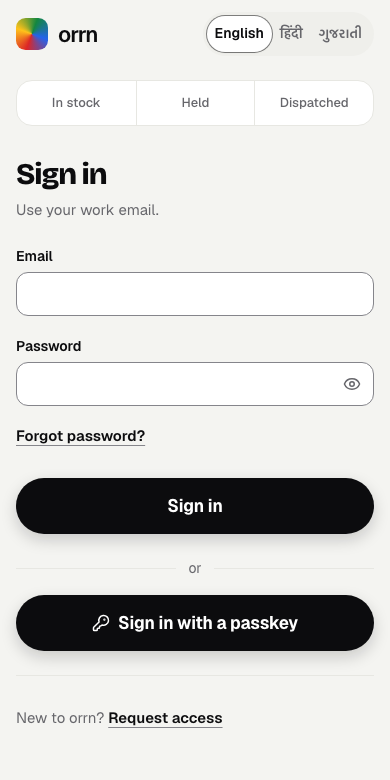 orrn
English हिंदी ગુજરાતી
In stock Held Dispatched
Sign in
Use your work email.
Email
Password
Forgot password?
Sign in
or
Sign in with a passkey
New to orrn? Request access